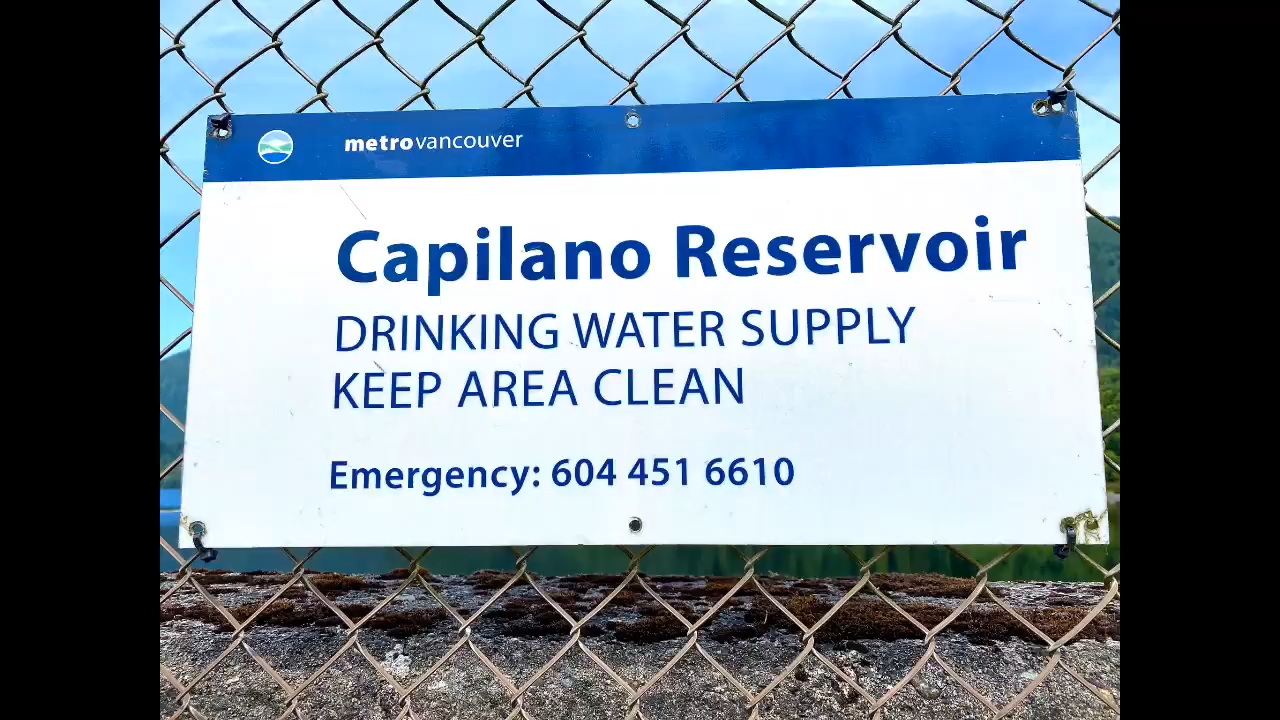 metrovancouver
Capilano Reservoir
DRINKING WATER SUPPLY
KEEP AREA CLEAN
Emergency: 604 451 6610